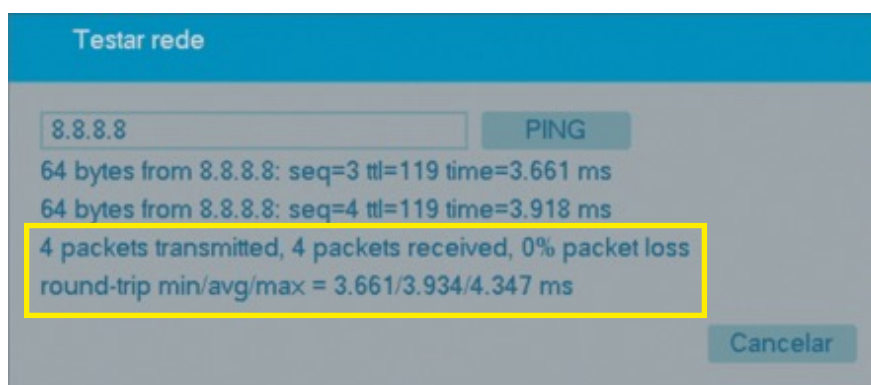 Testar rede
8.8.8.8 PING
64 bytes from 8.8.8.8: seq=3 ttl=119 time=3.661 ms
64 bytes from 8.8.8.8: seq=4 ttl=119 time=3.918 ms
4 packets transmitted, 4 packets received, 0% packet loss
round-trip min/avg/max = 3.661/3.934/4.347 ms
Cancelar